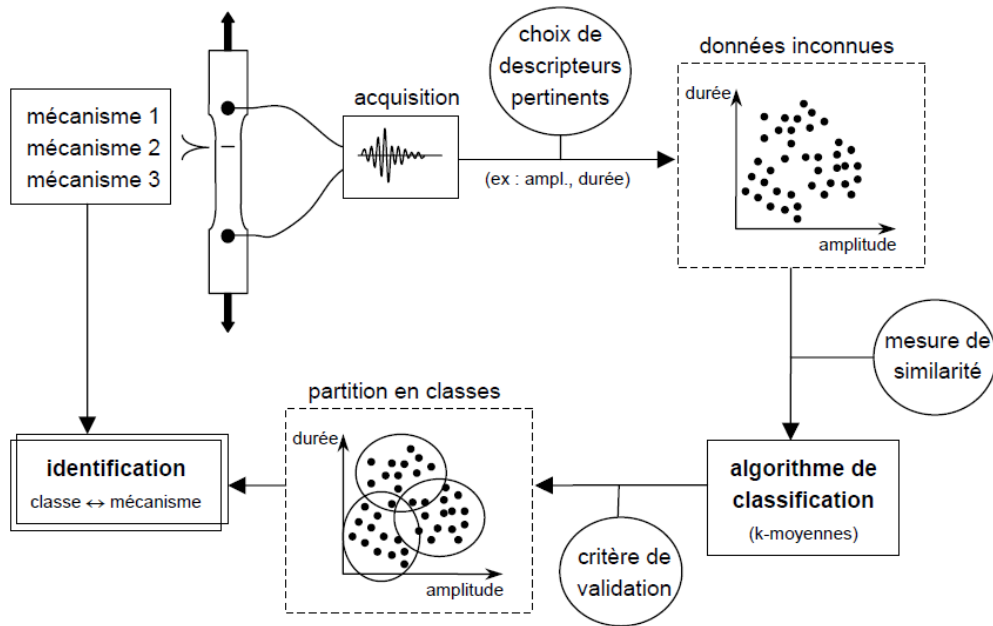 mécanisme 1
mécanisme 2
mécanisme 3
acquisition
choix de
descripteurs
pertinents
(ex : ampl., durée)
données inconnues
durée
amplitude
mesure de
similarité
algorithme de
classification
(k-moyennes)
critère de
validation
partition en classes
durée
amplitude
identification
classe ↔ mécanisme